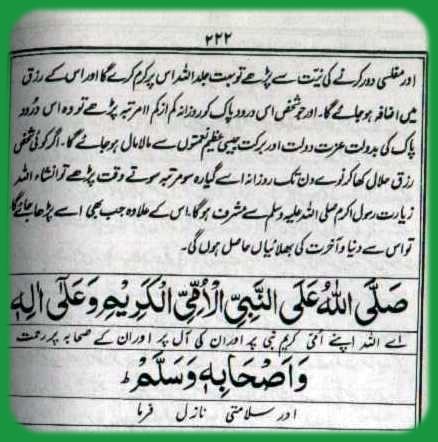 ۲۲۲
اور مفلسی دور کرنے کی نیت سے پڑھے تو بہت جلد اللہ اس پر کرم کرے گا اور اس کے رزق
میں اضافہ ہو جائے گا۔ اور جو شخص اس درود پاک کو روزانہ کم از کم ۱۱ مرتبہ پڑھے تو وہ اس درود
پاک کی بدولت عزت دولت اور برکت جیسی عظیم نعمتوں سے مالا مال ہو جائے گا۔ اگر کوئی شخص
رزق حلال کھا کر نوے دن تک روزانہ اسے گیارہ سو مرتبہ سوتے وقت پڑھے تو انشاء اللہ
زیارت رسول اکرم صلی اللہ علیہ وسلم سے مشرف ہوگا۔ اس کے علاوہ جب بھی اسے پڑھا جائے گا
تو اس سے دنیا و آخرت کی بھلائیاں حاصل ہوں گی۔
صَلَّى اللهُ عَلَى النَّبِيِّ الْأُمِّيِّ الْكَرِيْمِ وَعَلٰى اٰلِهٖ
اے اللہ اپنے امی کریم نبی پر اور ان کی آل پر اور ان کے صحابہ پر رحمت
وَاَصْحَابِهٖ وَسَلِّمْ
اور سلامتی نازل فرما